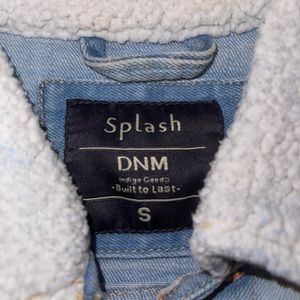 Splash
DNM
Indigo Goods
-Built to Last-
S